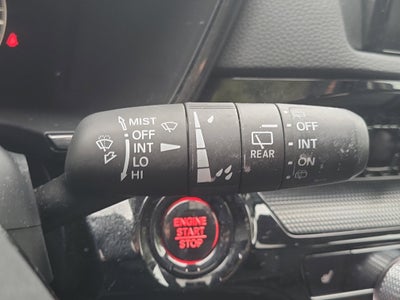 MIST
OFF
INT
LO
HI
REAR
OFF
INT
ON
ENGINE
START
STOP